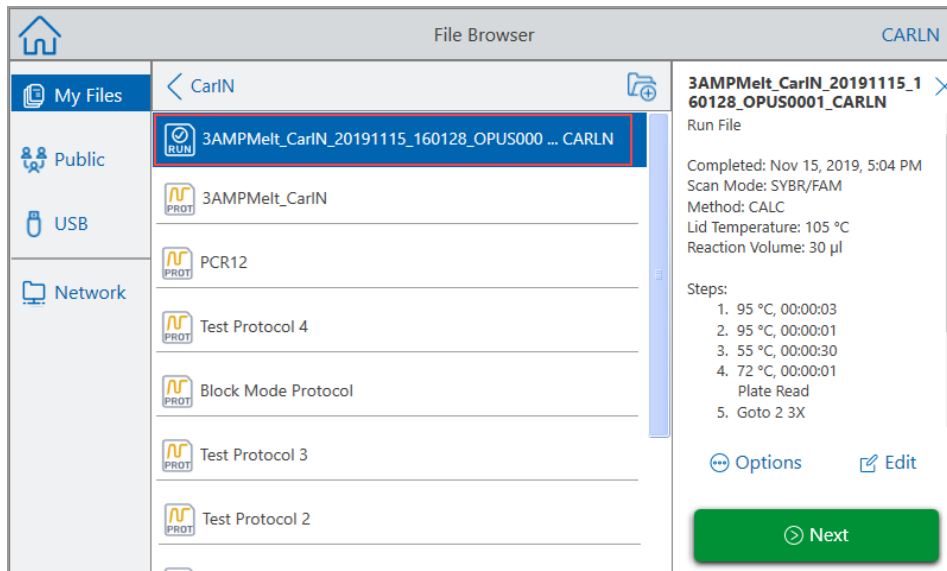 File Browser
CARLN
My Files
Public
USB
Network
CarIN
RUN
3AMPMelt_CarIN_20191115_160128_OPUS000 ... CARLN
PROT
3AMPMelt_CarIN
PROT
PCR12
PROT
Test Protocol 4
PROT
Block Mode Protocol
PROT
Test Protocol 3
PROT
Test Protocol 2
3AMPMelt_CarIN_20191115_1
60128_OPUS0001_CARLN
Run File
Completed: Nov 15, 2019, 5:04 PM
Scan Mode: SYBR/FAM
Method: CALC
Lid Temperature: 105 °C
Reaction Volume: 30 µl
Steps:
1. 95 °C, 00:00:03
2. 95 °C, 00:00:01
3. 55 °C, 00:00:30
4. 72 °C, 00:00:01
Plate Read
5. Goto 2 3X
Options
Edit
Next